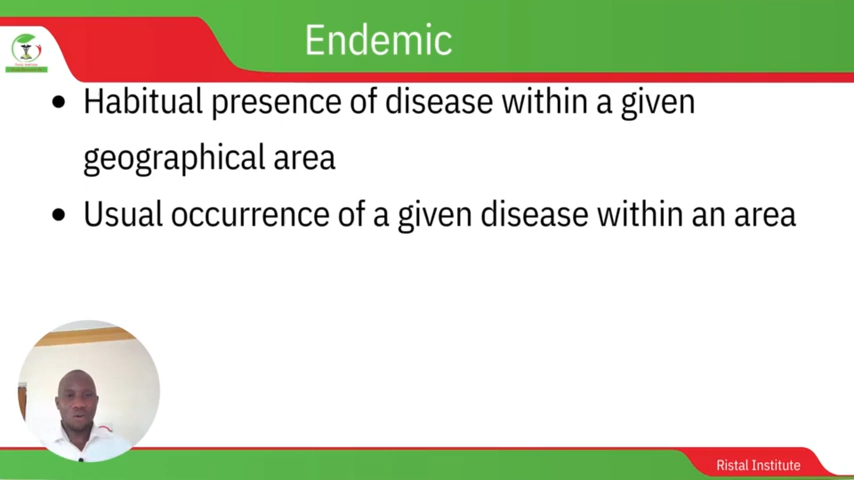 Endemic
• Habitual presence of disease within a given
geographical area
• Usual occurrence of a given disease within an area
Ristal Institute